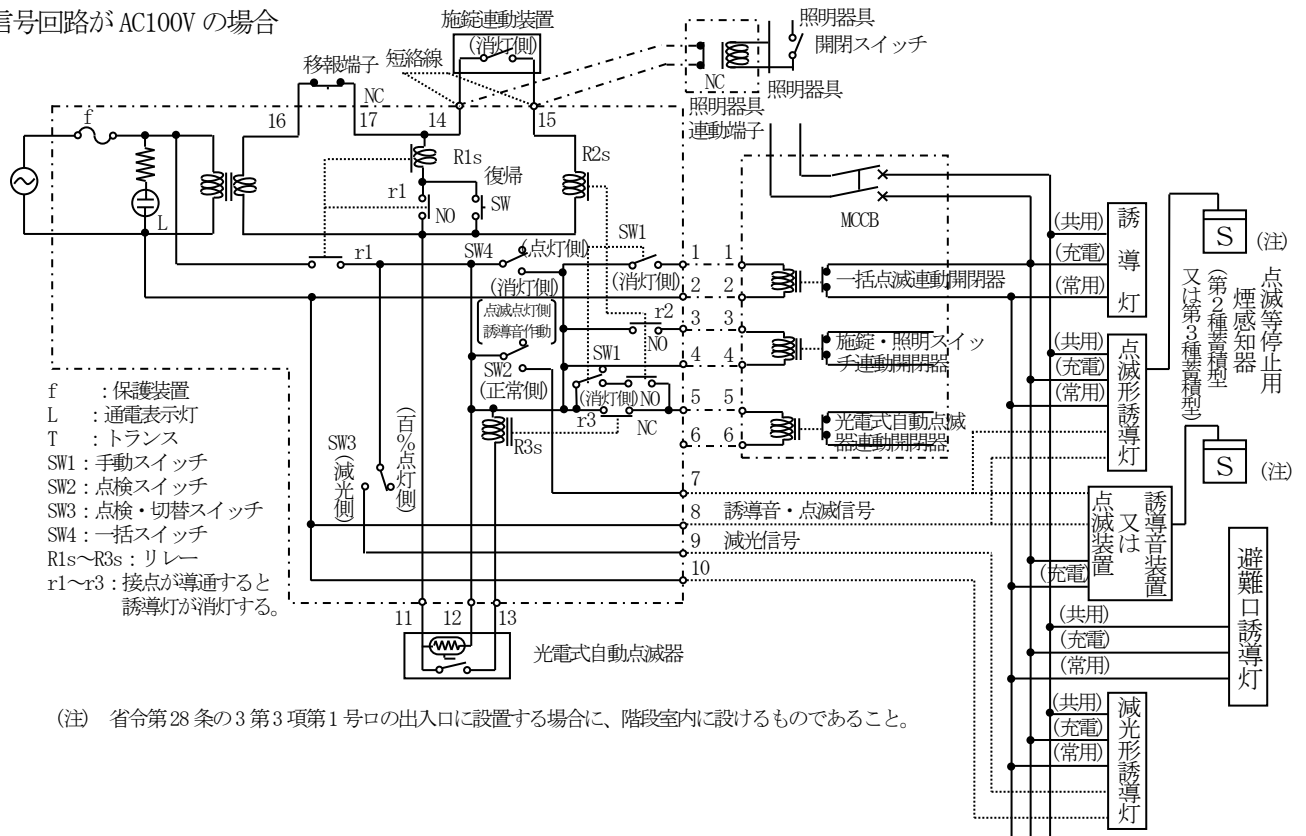 信号回路が AC100V の場合
施錠連動装置
(消灯側)
移報端子
短絡線
NC
照明器具
開閉スイッチ
NC
照明器具
照明器具
連動端子
f
16
17
14
15
R1s
R2s
復帰
r1
NO
SW
L
r1
SW4
(点灯側)
(消灯側)
SW1
(消灯側)
点滅点灯側
誘導音作動
SW2
(正常側)
r2
NO
SW1
(消灯側)
NO
r3
NC
R3s
SW3
(減光側)
(百%点灯側)
1 1
2 2
3 3
4 4
5 5
6 6
7
8 誘導音・点滅信号
9 減光信号
10
MCCB
一括点滅連動開閉器
施錠・照明スイッ
チ連動開閉器
光電式自動点滅
器連動開閉器
(共用)
(充電)
(常用)
誘導灯
(共用)
(充電)
(常用)
点滅形誘導灯
S (注)
点滅等停止用
煙感知器
(第2種蓄積型
又は第3種蓄積型)
S (注)
(充電)
誘導音装置
又は
点滅装置
(共用)
(充電)
(常用)
避難口誘導灯
(共用)
(充電)
(常用)
減光形誘導灯
f :保護装置
L :通電表示灯
T :トランス
SW1:手動スイッチ
SW2:点検スイッチ
SW3:点検・切替スイッチ
SW4:一括スイッチ
R1s~R3s:リレー
r1~r3:接点が導通すると
誘導灯が消灯する。
11
12
13
光電式自動点滅器
(注) 省令第28条の3第3項第1号ロの出入口に設置する場合に、階段室内に設けるものであること。